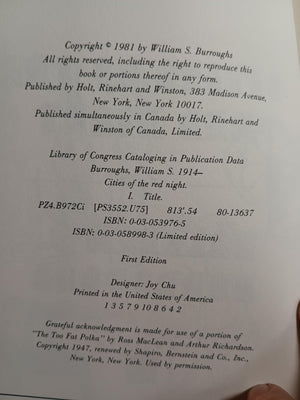 Copyright © 1981 by William S. Burroughs
All rights reserved, including the right to reproduce this
book or portions thereof in any form.
Published by Holt, Rinehart and Winston, 383 Madison Avenue,
New York, New York 10017.
Published simultaneously in Canada by Holt, Rinehart and
Winston of Canada, Limited.
Library of Congress Cataloging in Publication Data
Burroughs, William S. 1914–
Cities of the red night.
I. Title.
PZ4.B972Ci [PS3552.U75] 813'.54 80-13637
ISBN: 0-03-053976-5
ISBN: 0-03-058998-3 (Limited edition)
First Edition
Designer: Joy Chu
Printed in the United States of America
1 3 5 7 9 10 8 6 4 2
Grateful acknowledgment is made for use of a portion of
"The Too Fat Polka" by Ross MacLean and Arthur Richardson.
Copyright 1947, renewed by Shapiro, Bernstein and Co., Inc.,
New York, New York. Used by permission.